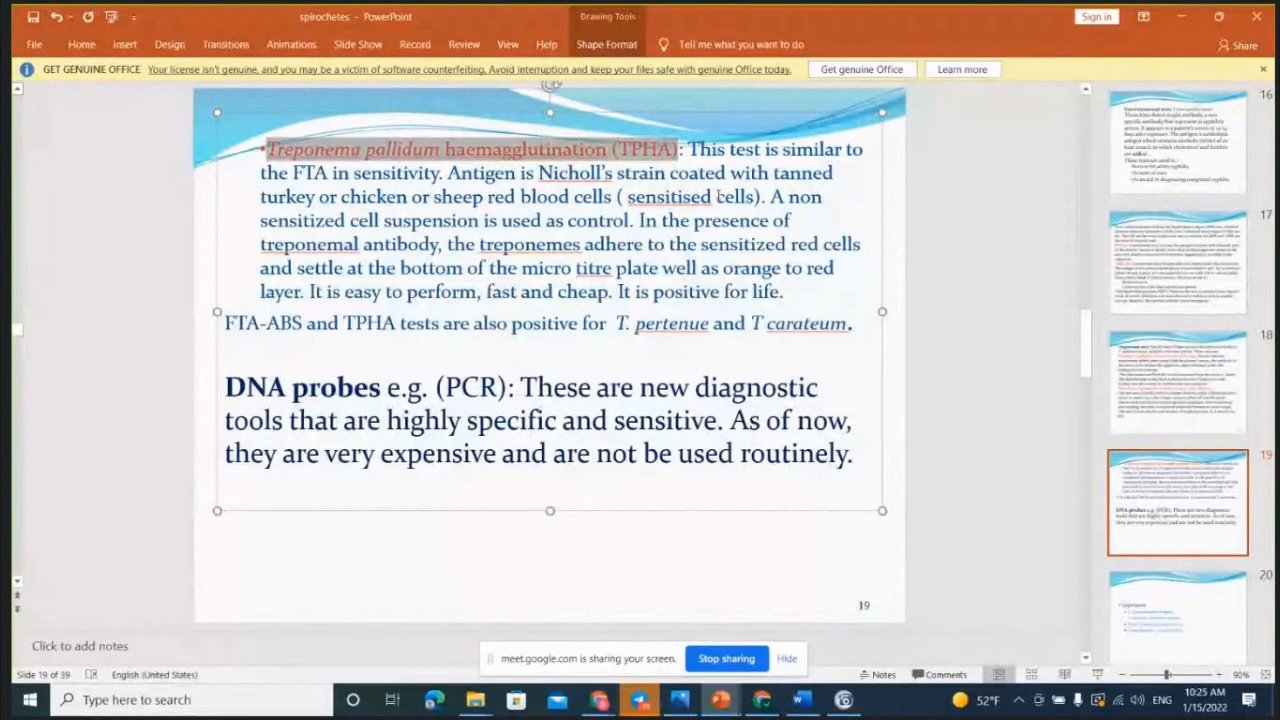 spirochetes - PowerPoint
Drawing Tools
Sign in
File Home Insert Design Transitions Animations Slide Show Record Review View Help Shape Format Tell me what you want to do Share
GET GENUINE OFFICE Your license isn't genuine, and you may be a victim of software counterfeiting. Avoid interruption and keep your files safe with genuine Office today. Get genuine Office Learn more
•Treponema pallidum (TPHA): This test is similar to
the FTA in sensitivity. Antigen is Nicholl's strain coated with tanned
turkey or chicken or sheep red blood cells ( sensitised cells). A non
sensitized cell suspension is used as control. In the presence of
treponemal antibody, the treponemes adhere to the sensitized red cells
and settle at the bottom of the micro titre plate well as orange to red
layer. It is easy to perform, fast and cheap. It is positive for life.
FTA-ABS and TPHA tests are also positive for T. pertenue and T carateum.
DNA probes e.g. (PCR): These are new diagnostic
tools that are highly specific and sensitive. As of now,
they are very expensive and are not be used routinely.
19
16
17
18
19
20
Click to add notes
meet.google.com is sharing your screen. Stop sharing Hide
Slide 19 of 39 English (United States) Notes Comments 90%
Type here to search
52°F ENG 10:25 AM
1/15/2022